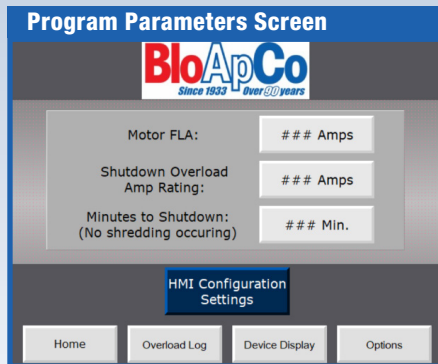 Program Parameters Screen
BloApCo
Since 1933 Over 90 years
Motor FLA: ### Amps
Shutdown Overload
Amp Rating: ### Amps
Minutes to Shutdown:
(No shredding occuring) ### Min.
HMI Configuration
Settings
Home Overload Log Device Display Options